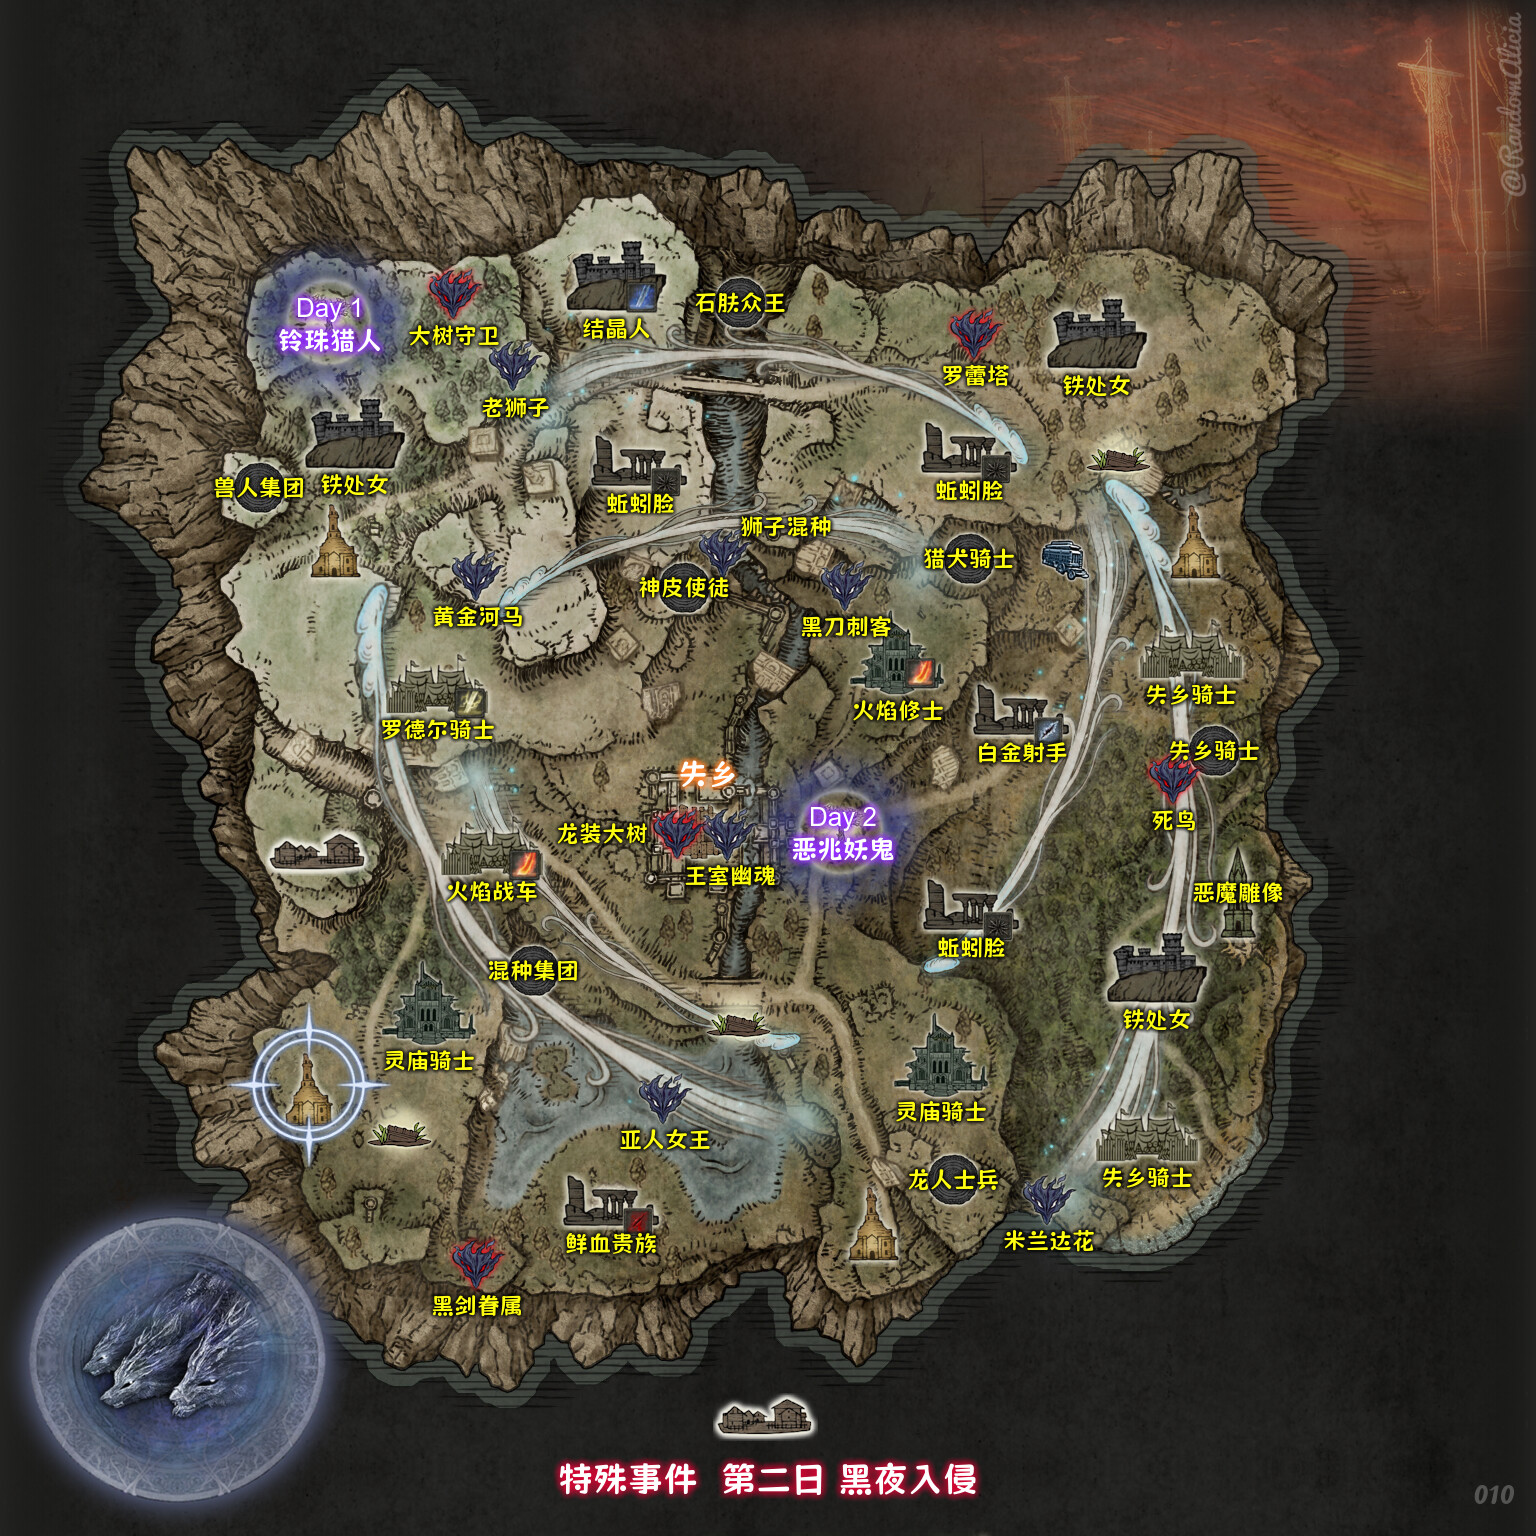 @RandomAlicia
Day 1
铃珠猎人
大树守卫
结晶人
石肤众王
罗蕾塔
铁处女
老狮子
兽人集团
铁处女
蚯蚓脸
蚯蚓脸
狮子混种
猎犬骑士
神皮使徒
黄金河马
黑刀刺客
火焰修士
失乡骑士
罗德尔骑士
白金射手
失乡骑士
失乡
死鸟
龙装大树
Day 2
恶兆妖鬼
王室幽魂
火焰战车
恶魔雕像
蚯蚓脸
混种集团
铁处女
灵庙骑士
灵庙骑士
亚人女王
龙人士兵
失乡骑士
鲜血贵族
米兰达花
黑剑眷属
特殊事件 第二日 黑夜入侵
010